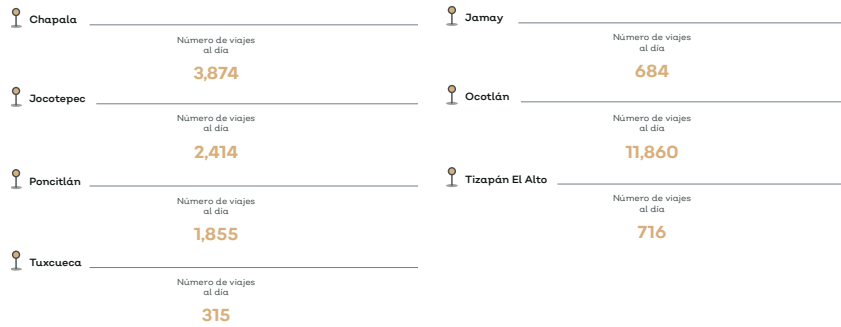 Chapala
Número de viajes
al día
3,874
Jocotepec
Número de viajes
al día
2,414
Poncitlán
Número de viajes
al día
1,855
Tuxcueca
Número de viajes
al día
315
Jamay
Número de viajes
al día
684
Ocotlán
Número de viajes
al día
11,860
Tizapán El Alto
Número de viajes
al día
716